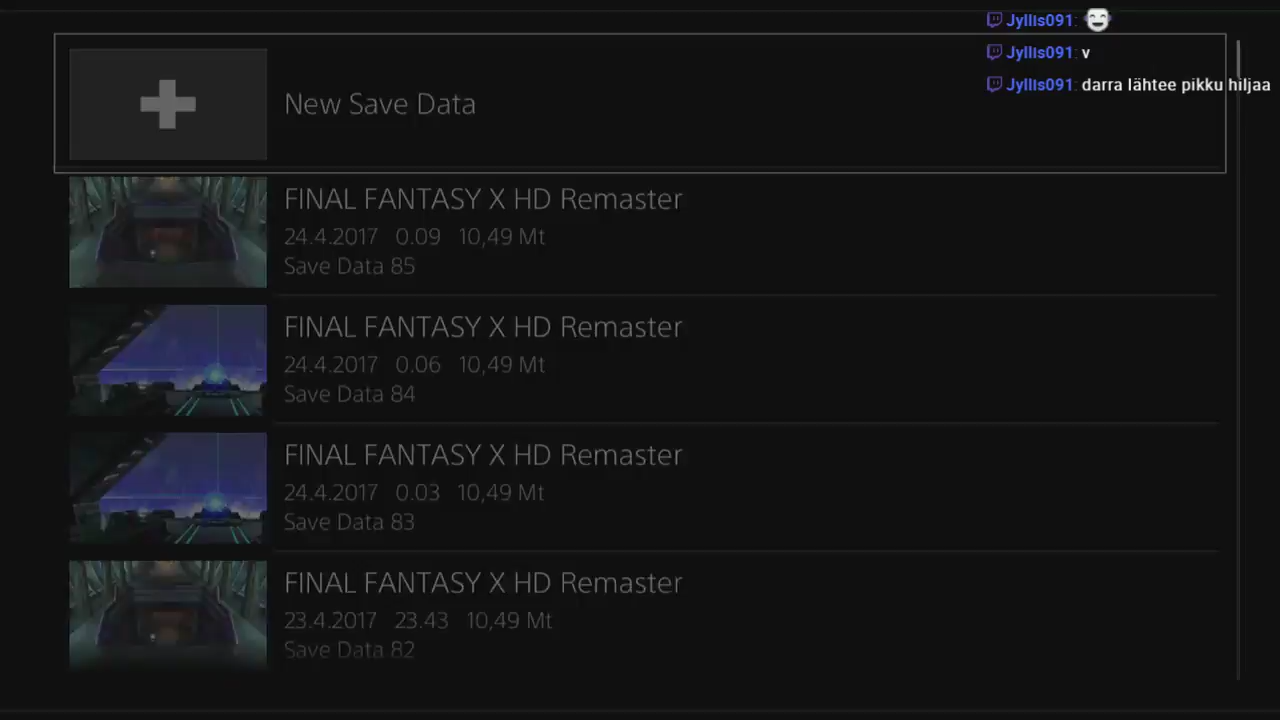 Jyllis091:
Jyllis091: v
Jyllis091: darra lähtee pikku hiljaa
New Save Data
FINAL FANTASY X HD Remaster
24.4.2017 0.09 10,49 Mt
Save Data 85
FINAL FANTASY X HD Remaster
24.4.2017 0.06 10,49 Mt
Save Data 84
FINAL FANTASY X HD Remaster
24.4.2017 0.03 10,49 Mt
Save Data 83
FINAL FANTASY X HD Remaster
23.4.2017 23.43 10,49 Mt
Save Data 82